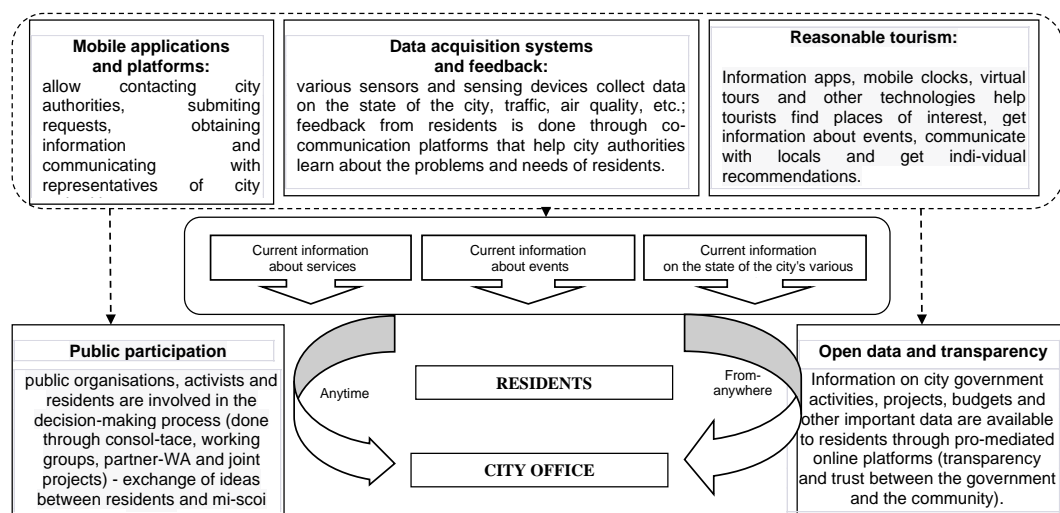 Mobile applications
and platforms:
allow contacting city
authorities, submiting
requests, obtaining
information and
communicating with
representatives of city
Data acquisition systems
and feedback:
various sensors and sensing devices collect data
on the state of the city, traffic, air quality, etc.;
feedback from residents is done through co-
communication platforms that help city authorities
learn about the problems and needs of residents.
Reasonable tourism:
Information apps, mobile clocks, virtual
tours and other technologies help
tourists find places of interest, get
information about events, communicate
with locals and get indi-vidual
recommendations.
Current information
about services
Current information
about events
Current information
on the state of the city's various
Public participation
public organisations, activists and
residents are involved in the
decision-making process (done
through consol-tace, working
groups, partner-WA and joint
projects) - exchange of ideas
between residents and mi-scoi
Anytime
RESIDENTS
CITY OFFICE
From-
anywhere
Open data and transparency
Information on city government
activities, projects, budgets and
other important data are available
to residents through pro-mediated
online platforms (transparency
and trust between the government
and the community).